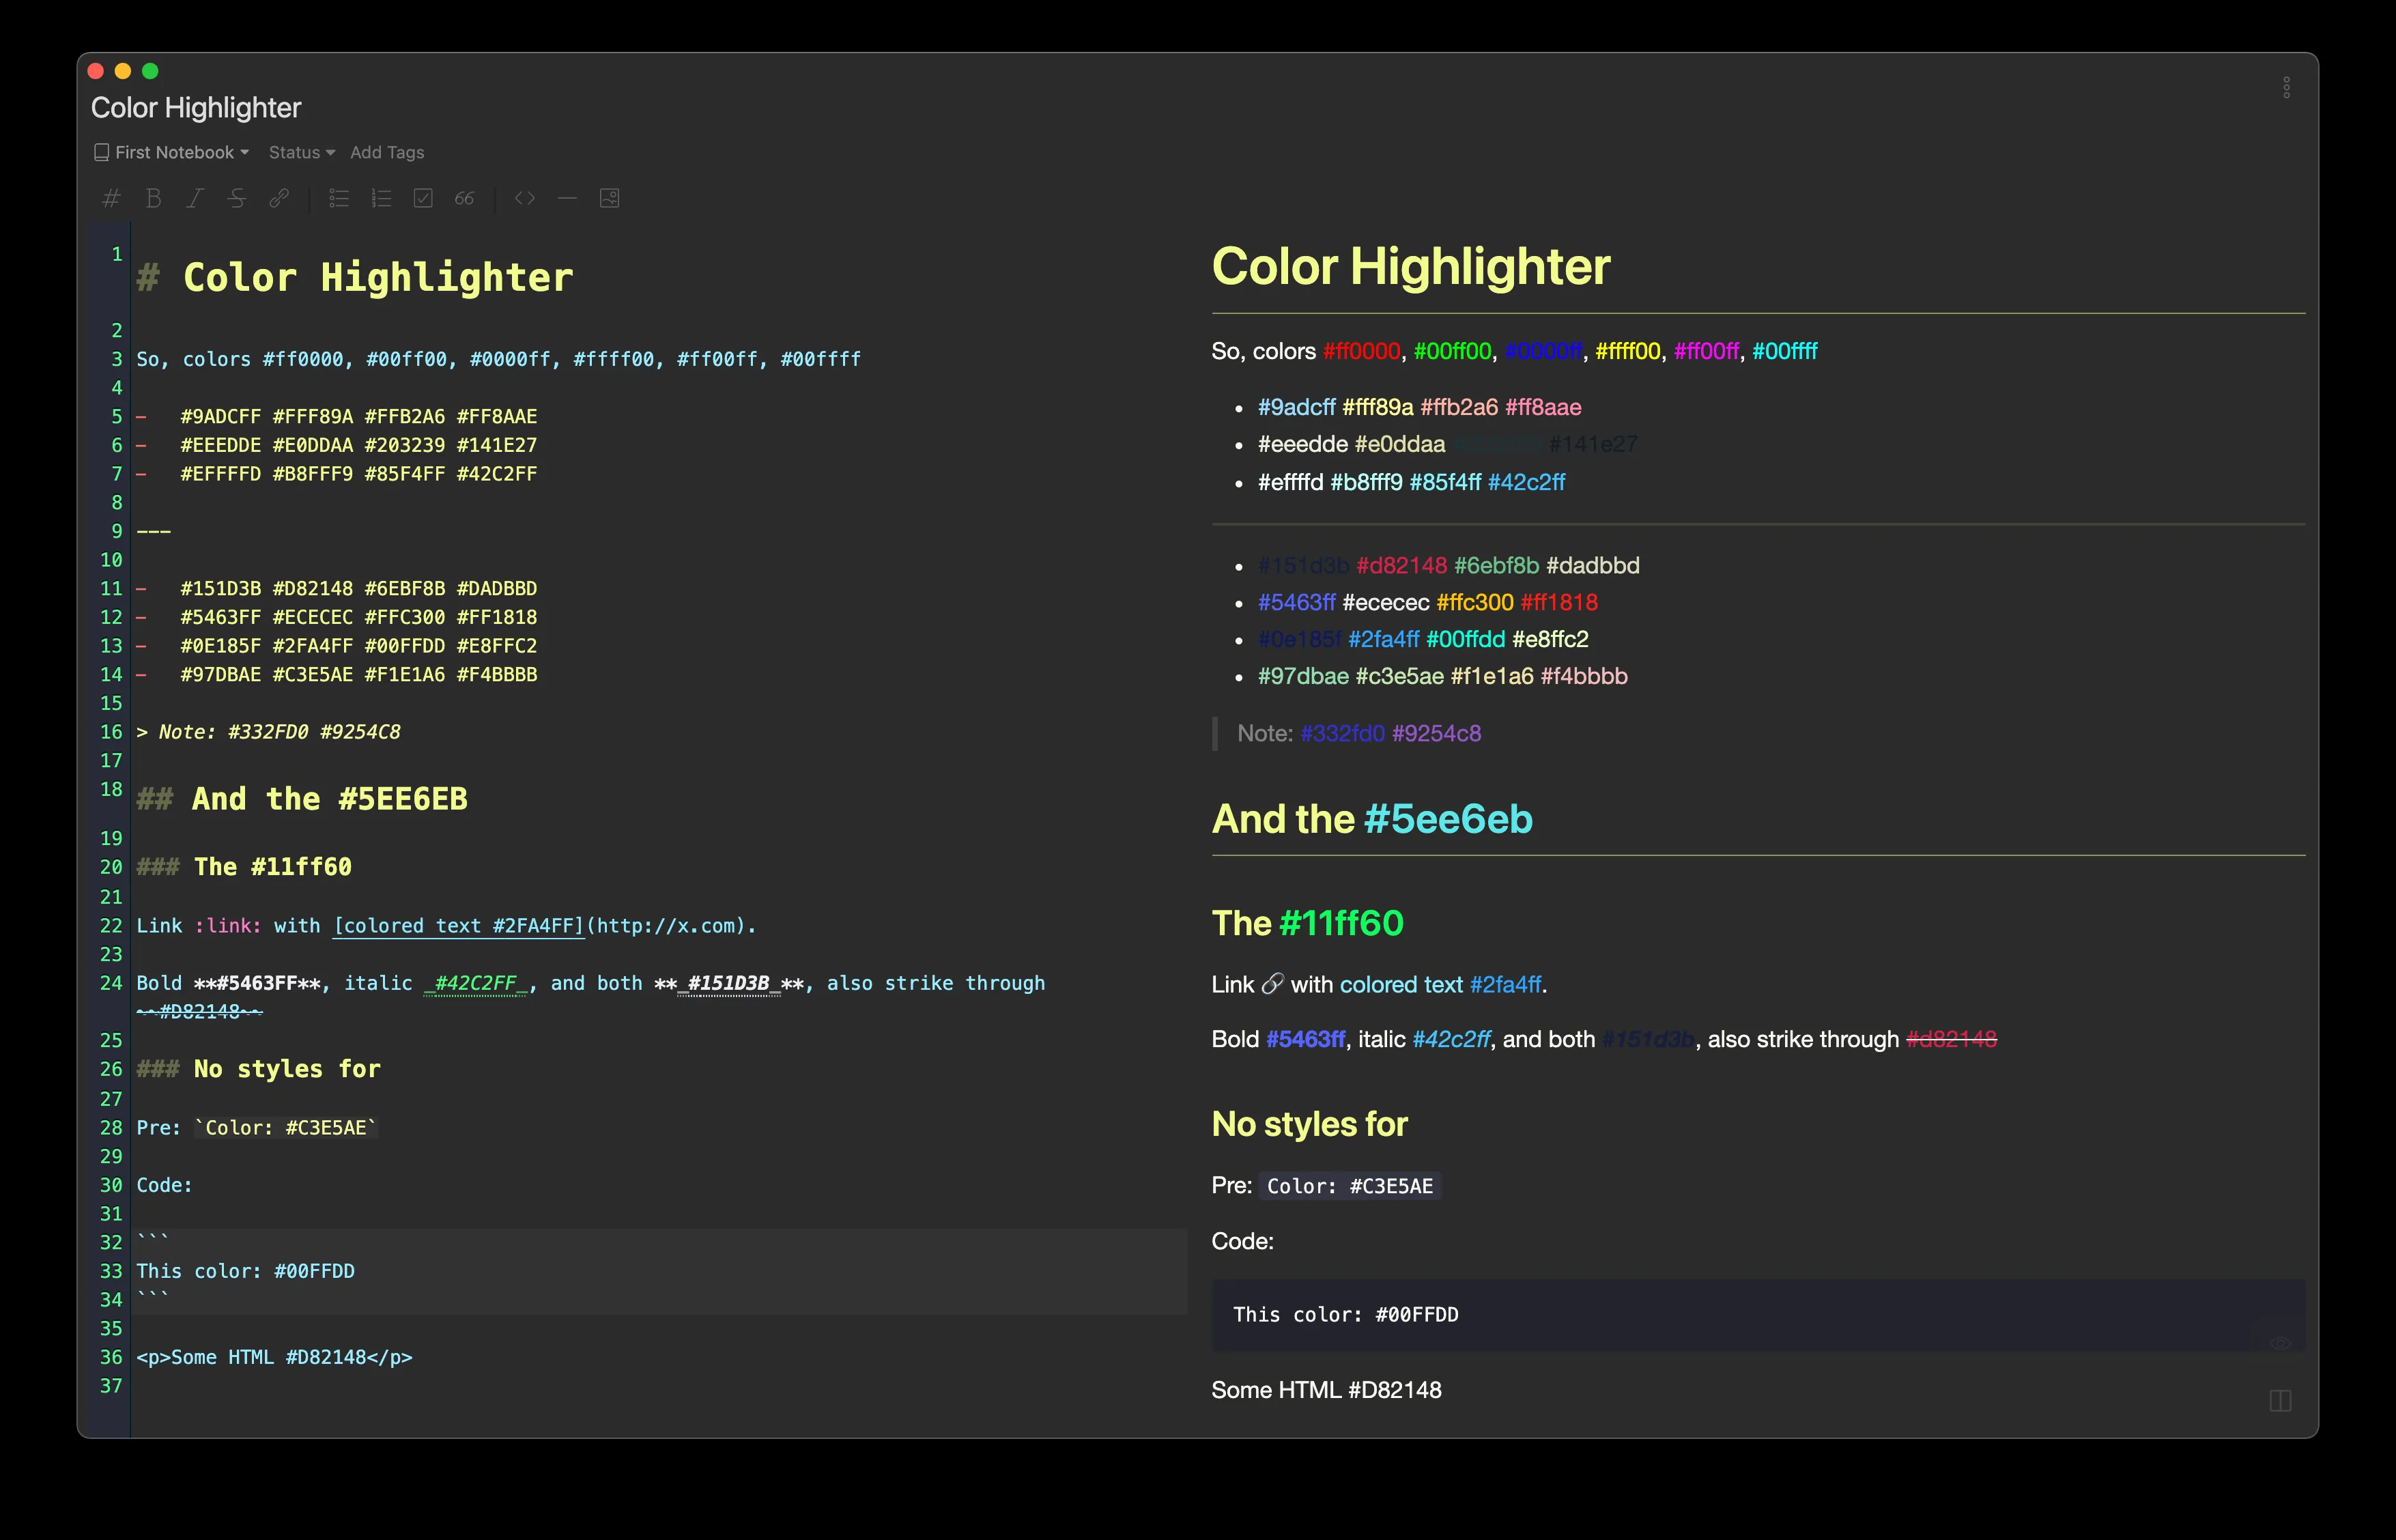 Color Highlighter
First Notebook Status Add Tags
1 # Color Highlighter
2
3 So, colors #ff0000, #00ff00, #0000ff, #ffff00, #ff00ff, #00ffff
4
5 - #9ADCFF #FFF89A #FFB2A6 #FF8AAE
6 - #EEEDDE #E0DDAA #203239 #141E27
7 - #EFFFFD #B8FFF9 #85F4FF #42C2FF
8
9 ---
10
11 - #151D3B #D82148 #6EBF8B #DADBBD
12 - #5463FF #ECECEC #FFC300 #FF1818
13 - #0E185F #2FA4FF #00FFDD #E8FFC2
14 - #97DBAE #C3E5AE #F1E1A6 #F4BBBB
15
16 > Note: #332FD0 #9254C8
17
18 ## And the #5EE6EB
19
20 ### The #11ff60
21
22 Link :link: with [colored text #2FA4FF](http://x.com).
23
24 Bold **#5463FF**, italic _#42C2FF_, and both **_#151D3B_**, also strike through
~~#D82148~~
25
26 ### No styles for
27
28 Pre: `Color: #C3E5AE`
29
30 Code:
31
32 ```
33 This color: #00FFDD
34 ```
35
36 <p>Some HTML #D82148</p>
37
Color Highlighter
So, colors #ff0000, #00ff00, #0000ff, #ffff00, #ff00ff, #00ffff
• #9adcff #fff89a #ffb2a6 #ff8aae
• #eeedde #e0ddaa #141e27
• #effffd #b8fff9 #85f4ff #42c2ff
• #151d3b #d82148 #6ebf8b #dadbbd
• #5463ff #ececec #ffc300 #ff1818
• #0e185f #2fa4ff #00ffdd #e8ffc2
• #97dbae #c3e5ae #f1e1a6 #f4bbbb
Note: #332fd0 #9254c8
And the #5ee6eb
The #11ff60
Link 🔗 with colored text #2fa4ff.
Bold #5463ff, italic #42c2ff, and both #151d3b, also strike through #d82148
No styles for
Pre: Color: #C3E5AE
Code:
This color: #00FFDD
Some HTML #D82148